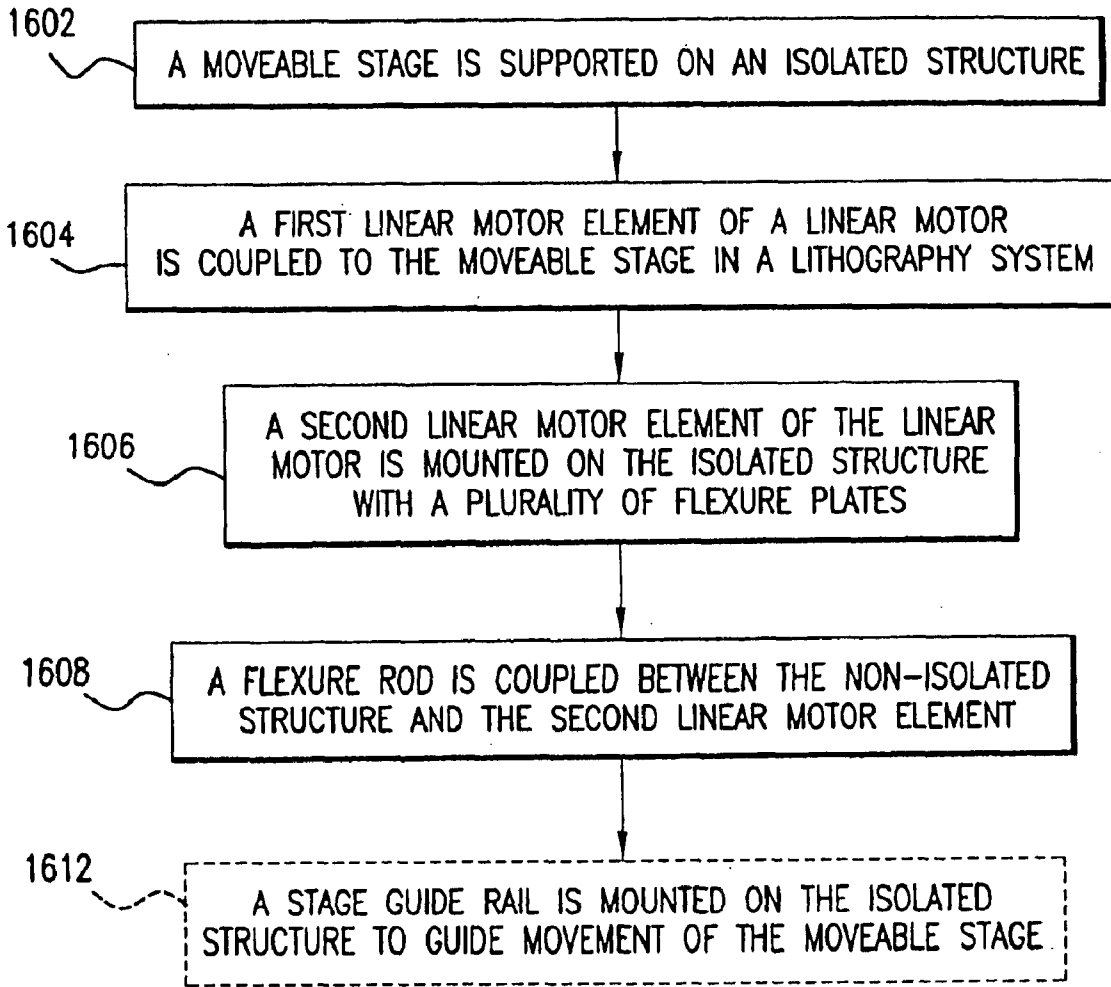 1602
A MOVEABLE STAGE IS SUPPORTED ON AN ISOLATED STRUCTURE
1604
A FIRST LINEAR MOTOR ELEMENT OF A LINEAR MOTOR
IS COUPLED TO THE MOVEABLE STAGE IN A LITHOGRAPHY SYSTEM
1606
A SECOND LINEAR MOTOR ELEMENT OF THE LINEAR
MOTOR IS MOUNTED ON THE ISOLATED STRUCTURE
WITH A PLURALITY OF FLEXURE PLATES
1608
A FLEXURE ROD IS COUPLED BETWEEN THE NON-ISOLATED
STRUCTURE AND THE SECOND LINEAR MOTOR ELEMENT
1612
A STAGE GUIDE RAIL IS MOUNTED ON THE ISOLATED
STRUCTURE TO GUIDE MOVEMENT OF THE MOVEABLE STAGE